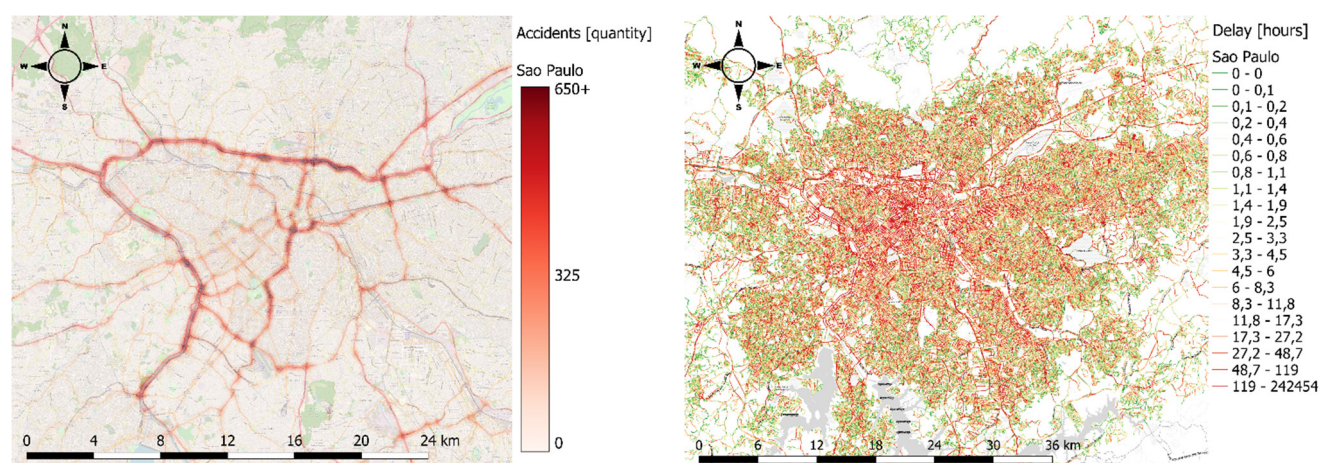 N
W E
S
Accidents [quantity]
Sao Paulo
650+
325
0
0 4 8 12 16 20 24 km
N
W E
S
Delay [hours]
Sao Paulo
0 - 0
0 - 0,1
0,1 - 0,2
0,2 - 0,4
0,4 - 0,6
0,6 - 0,8
0,8 - 1,1
1,1 - 1,4
1,4 - 1,9
1,9 - 2,5
2,5 - 3,3
3,3 - 4,5
4,5 - 6
6 - 8,3
8,3 - 11,8
11,8 - 17,3
17,3 - 27,2
27,2 - 48,7
48,7 - 119
119 - 242454
0 6 12 18 24 30 36 km